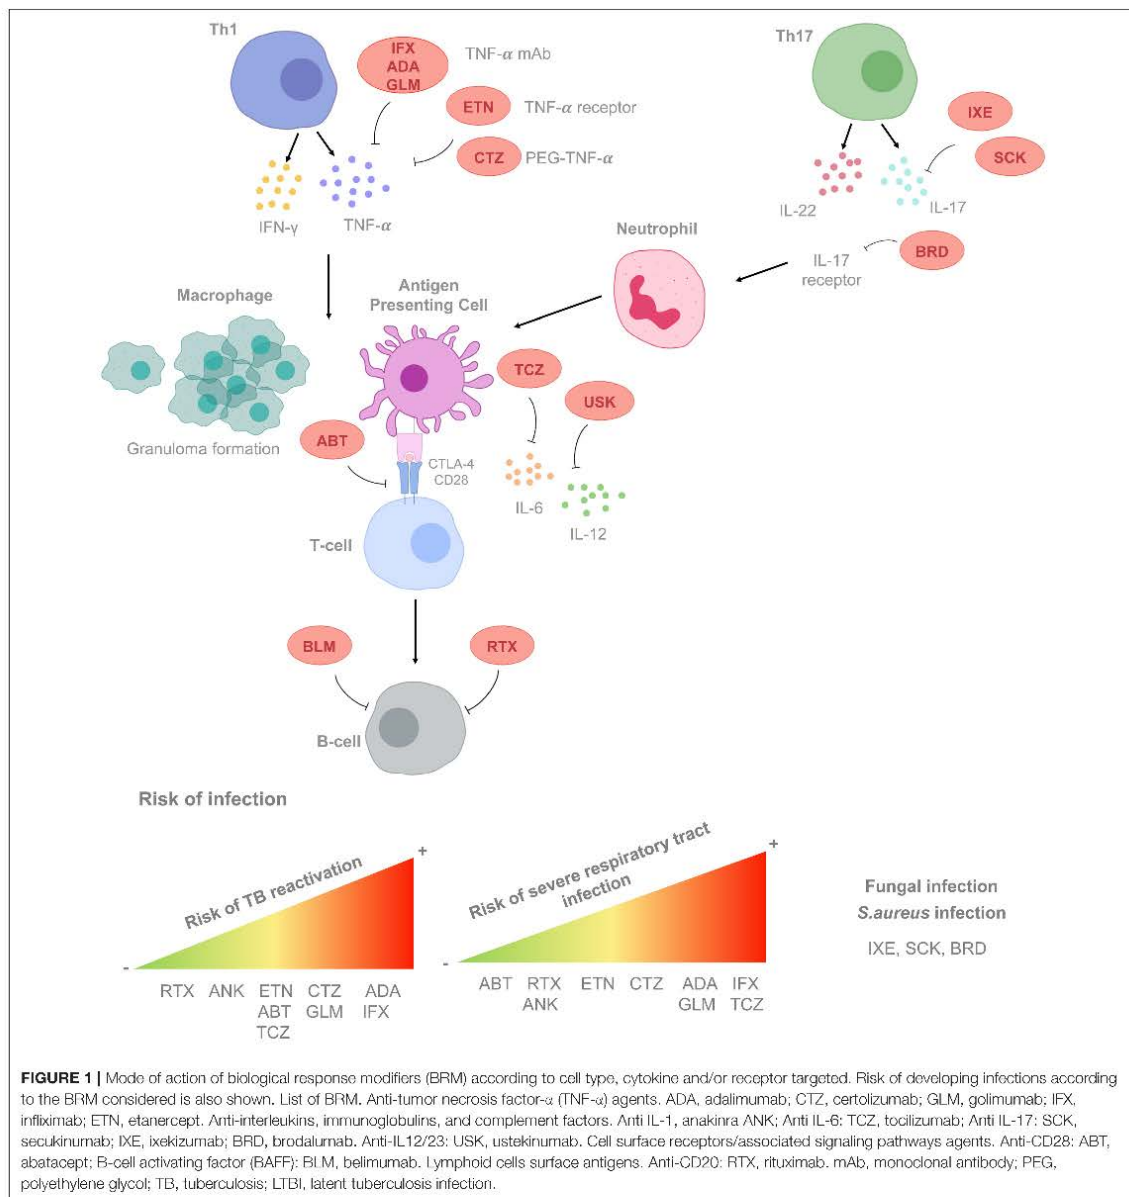 Th1
IFX
ADA
GLM
TNF-α mAb
ETN
TNF-α receptor
CTZ
PEG-TNF-α
IFN-γ
TNF-α
Th17
IXE
SCK
IL-22
IL-17
BRD
IL-17
receptor
Neutrophil
Macrophage
Granuloma formation
Antigen
Presenting Cell
TCZ
USK
ABT
CTLA-4
CD28
IL-6
IL-12
T-cell
BLM
RTX
B-cell
Risk of infection
Risk of TB reactivation
-
+
RTX ANK ETN CTZ ADA
ABT GLM IFX
TCZ
Risk of severe respiratory tract
infection
-
+
ABT RTX ETN CTZ ADA IFX
ANK GLM TCZ
Fungal infection
S.aureus infection
IXE, SCK, BRD
FIGURE 1 | Mode of action of biological response modifiers (BRM) according to cell type, cytokine and/or receptor targeted. Risk of developing infections according
to the BRM considered is also shown. List of BRM. Anti-tumor necrosis factor-α (TNF-α) agents. ADA, adalimumab; CTZ, certolizumab; GLM, golimumab; IFX,
infliximab; ETN, etanercept. Anti-interleukins, immunoglobulins, and complement factors. Anti IL-1, anakinra ANK; Anti IL-6: TCZ, tocilizumab; Anti IL-17: SCK,
secukinumab; IXE, ixekizumab; BRD, brodalumab. Anti-IL12/23: USK, ustekinumab. Cell surface receptors/associated signaling pathways agents. Anti-CD28: ABT,
abatacept; B-cell activating factor (BAFF): BLM, belimumab. Lymphoid cells surface antigens. Anti-CD20: RTX, rituximab. mAb, monoclonal antibody; PEG,
polyethylene glycol; TB, tuberculosis; LTBI, latent tuberculosis infection.